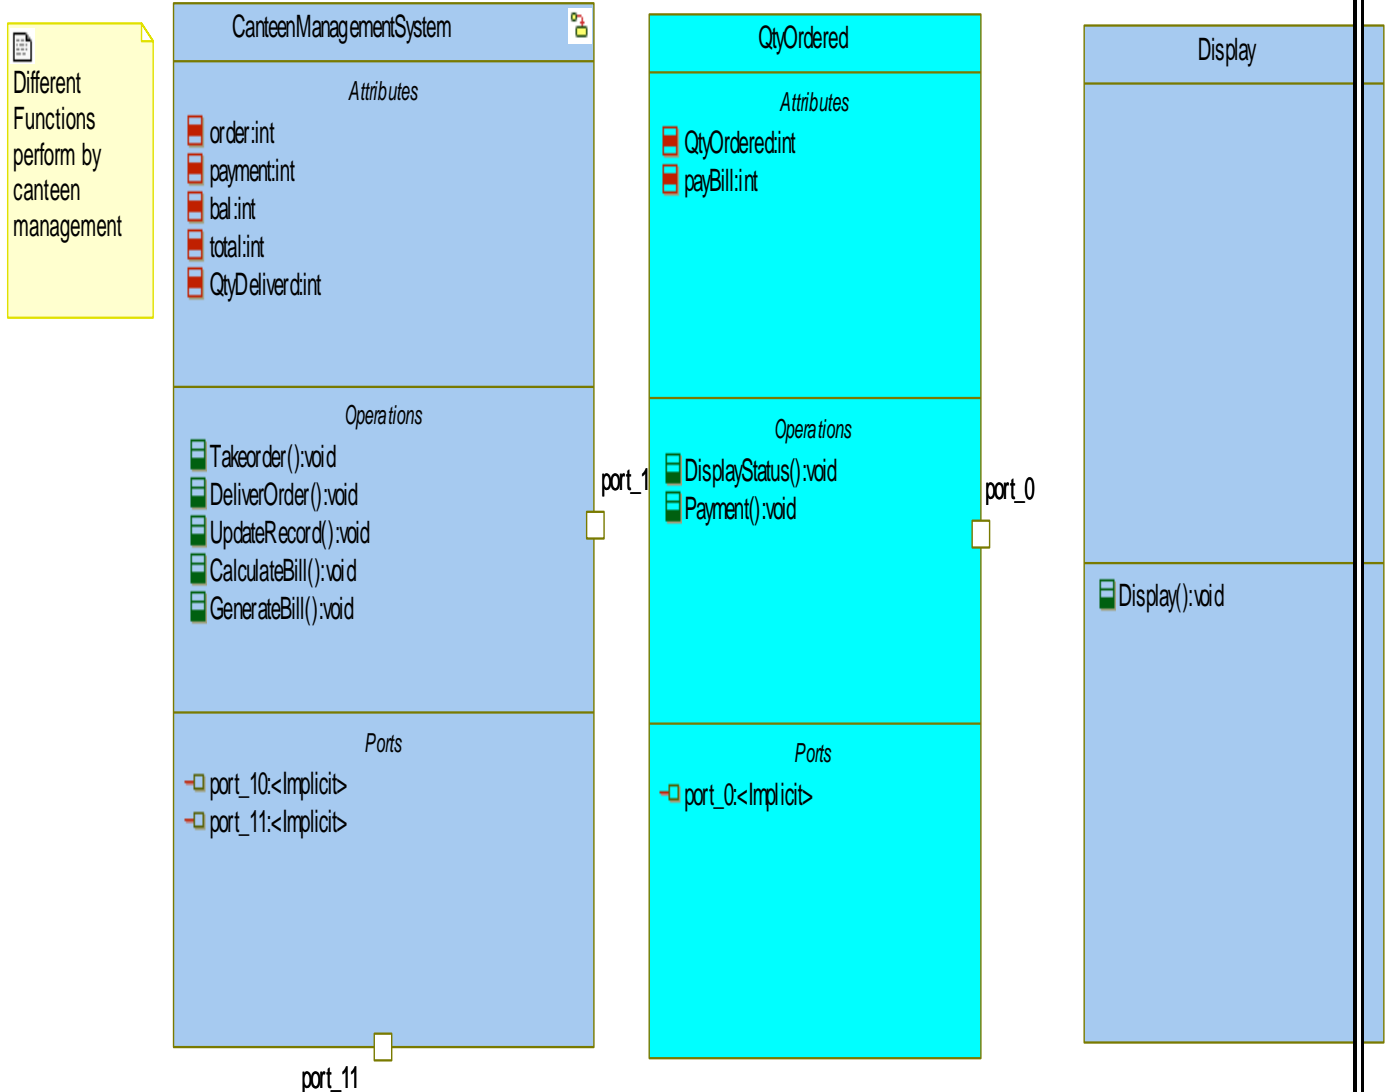 Different
Functions
perform by
canteen
management
CanteenManagementSystem
Attributes
order:int
payment:int
bal:int
total:int
QtyDeliverd:int
Operations
Takeorder():void
DeliverOrder():void
UpdateRecord():void
CalculateBill():void
GenerateBill():void
Ports
port_10:<Implicit>
port_11:<Implicit>
port_11
port_1
QtyOrdered
Attributes
QtyOrdered:int
payBill:int
Operations
DisplayStatus():void
Payment():void
Ports
port_0:<Implicit>
port_0
Display
Display():void